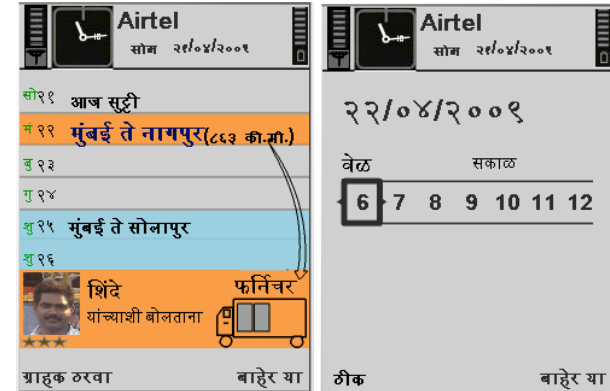 Airtel
सोम २१/०४/२००९
सो२१ आज सुट्टी
मं २२ मुंबई ते नागपुर(८६३ की.मी.)
बु २३
गु २४
शु २५ मुंबई ते सोलापुर
शु २६
शिंदे फर्निचर
यांच्याशी बोलताना
ग्राहक ठरवा बाहेर या
Airtel
सोम २१/०४/२००९
२२/०४/२००९
वेळ सकाळ
6 7 8 9 10 11 12
ठीक बाहेर या